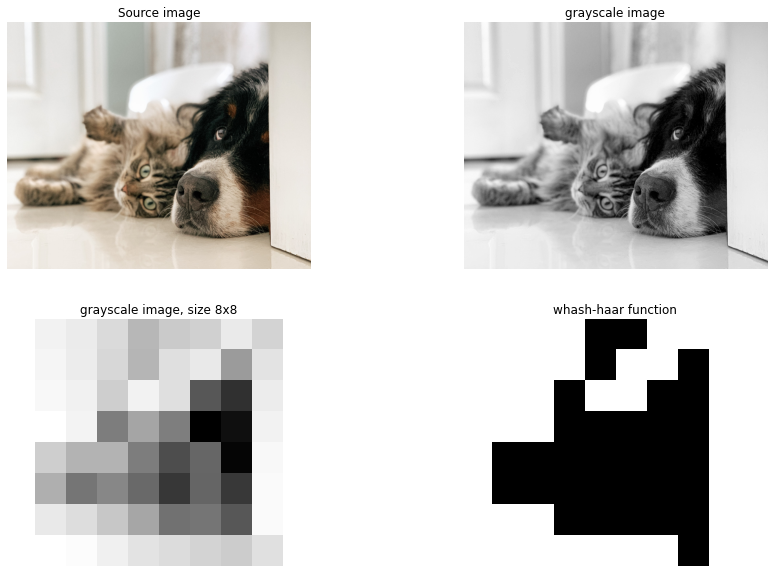 Source image
grayscale image
grayscale image, size 8x8
whash-haar function